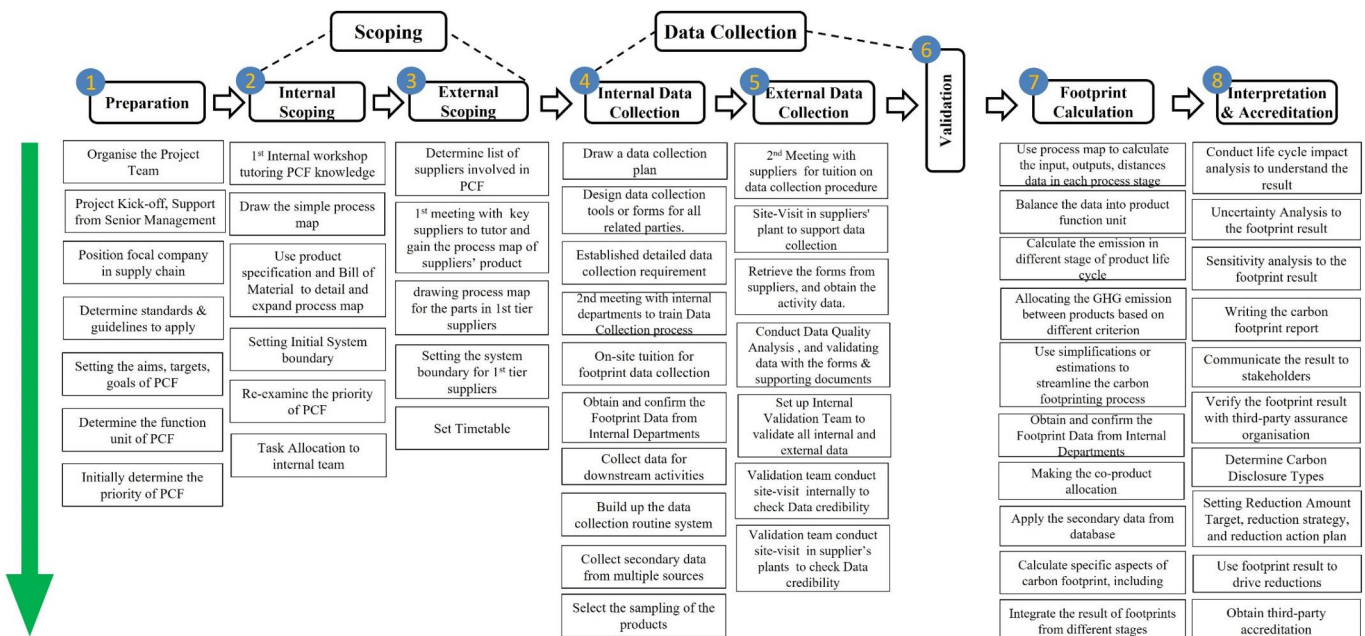 Scoping
Data Collection
1
Preparation
2
Internal
Scoping
3
External
Scoping
4
Internal Data
Collection
5
External Data
Collection
6
Validation
7
Footprint
Calculation
8
Interpretation
& Accreditation
Organise the Project
Team
Project Kick-off, Support
from Senior Management
Position focal company
in supply chain
Determine standards &
guidelines to apply
Setting the aims, targets,
goals of PCF
Determine the function
unit of PCF
Initially determine the
priority of PCF
1st Internal workshop
tutoring PCF knowledge
Draw the simple process
map
Use product
specification and Bill of
Material to detail and
expand process map
Setting Initial System
boundary
Re-examine the priority
of PCF
Task Allocation to
internal team
Determine list of
suppliers involved in
PCF
1st meeting with key
suppliers to tutor and
gain the process map of
suppliers' product
drawing process map
for the parts in 1st tier
suppliers
Setting the system
boundary for 1st tier
suppliers
Set Timetable
Draw a data collection
plan
Design data collection
tools or forms for all
related parties.
Established detailed data
collection requirement
2nd meeting with internal
departments to train Data
Collection process
On-site tuition for
footprint data collection
Obtain and confirm the
Footprint Data from
Internal Departments
Collect data for
downstream activities
Build up the data
collection routine system
Collect secondary data
from multiple sources
Select the sampling of the
products
2nd Meeting with
suppliers for tuition on
data collection procedure
Site-Visit in suppliers'
plant to support data
collection
Retrieve the forms from
suppliers, and obtain the
activity data.
Conduct Data Quality
Analysis , and validating
data with the forms &
supporting documents
Set up Internal
Validation Team to
validate all internal and
external data
Validation team conduct
site-visit internally to
check Data credibility
Validation team conduct
site-visit in supplier's
plants to check Data
credibility
Use process map to calculate
the input, outputs, distances
data in each process stage
Balance the data into product
function unit
Calculate the emission in
different stage of product life
cycle
Allocating the GHG emission
between products based on
different criterion
Use simplifications or
estimations to
streamline the carbon
footprinting process
Obtain and confirm the
Footprint Data from Internal
Departments
Making the co-product
allocation
Apply the secondary data from
database
Calculate specific aspects of
carbon footprint, including
Integrate the result of footprints
from different stages
Conduct life cycle impact
analysis to understand the
result
Uncertainty Analysis to
the footprint result
Sensitivity analysis to the
footprint result
Writing the carbon
footprint report
Communicate the result to
stakeholders
Verify the footprint result
with third-party assurance
organisation
Determine Carbon
Disclosure Types
Setting Reduction Amount
Target, reduction strategy,
and reduction action plan
Use footprint result to
drive reductions
Obtain third-party
accreditation